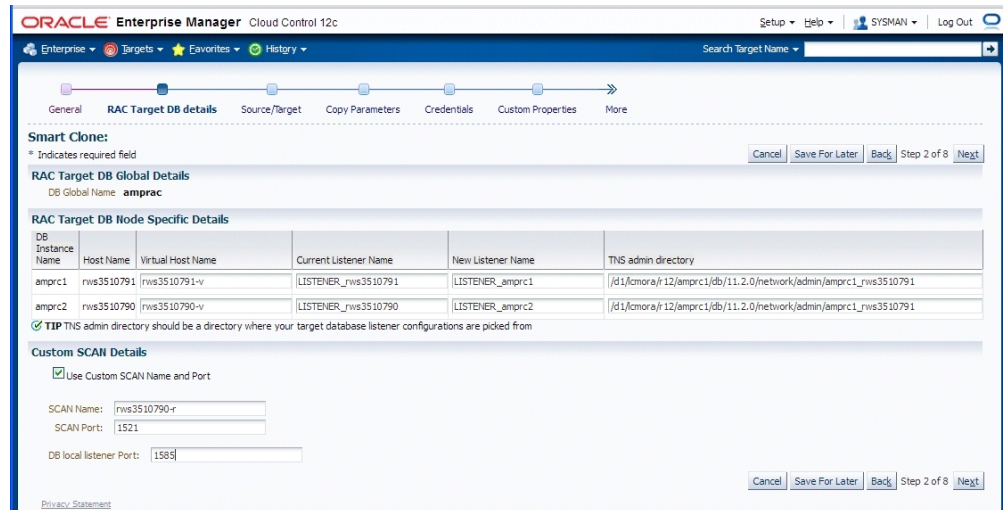 ORACLE Enterprise Manager Cloud Control 12c
Setup Help SYSMAN Log Out
Enterprise Targets Favorites History Search Target Name
General RAC Target DB details Source/Target Copy Parameters Credentials Custom Properties More
Smart Clone:
* Indicates required field
Cancel Save For Later Back Step 2 of 8 Next
RAC Target DB Global Details
DB Global Name amprac
RAC Target DB Node Specific Details
DB Instance Name Host Name Virtual Host Name Current Listener Name New Listener Name TNS admin directory
amprc1 rws3510791 rws3510791-v LISTENER_rws3510791 LISTENER_amprc1 /d1/cmora/r12/amprc1/db/11.2.0/network/admin/amprc1_rws3510791
amprc2 rws3510790 rws3510790-v LISTENER_rws3510790 LISTENER_amprc2 /d1/cmora/r12/amprc1/db/11.2.0/network/admin/amprc1_rws3510791
TIP TNS admin directory should be a directory where your target database listener configurations are picked from
Custom SCAN Details
Use Custom SCAN Name and Port
SCAN Name: rws3510790-r
SCAN Port: 1521
DB local listener Port: 1585
Cancel Save For Later Back Step 2 of 8 Next
Privacy Statement